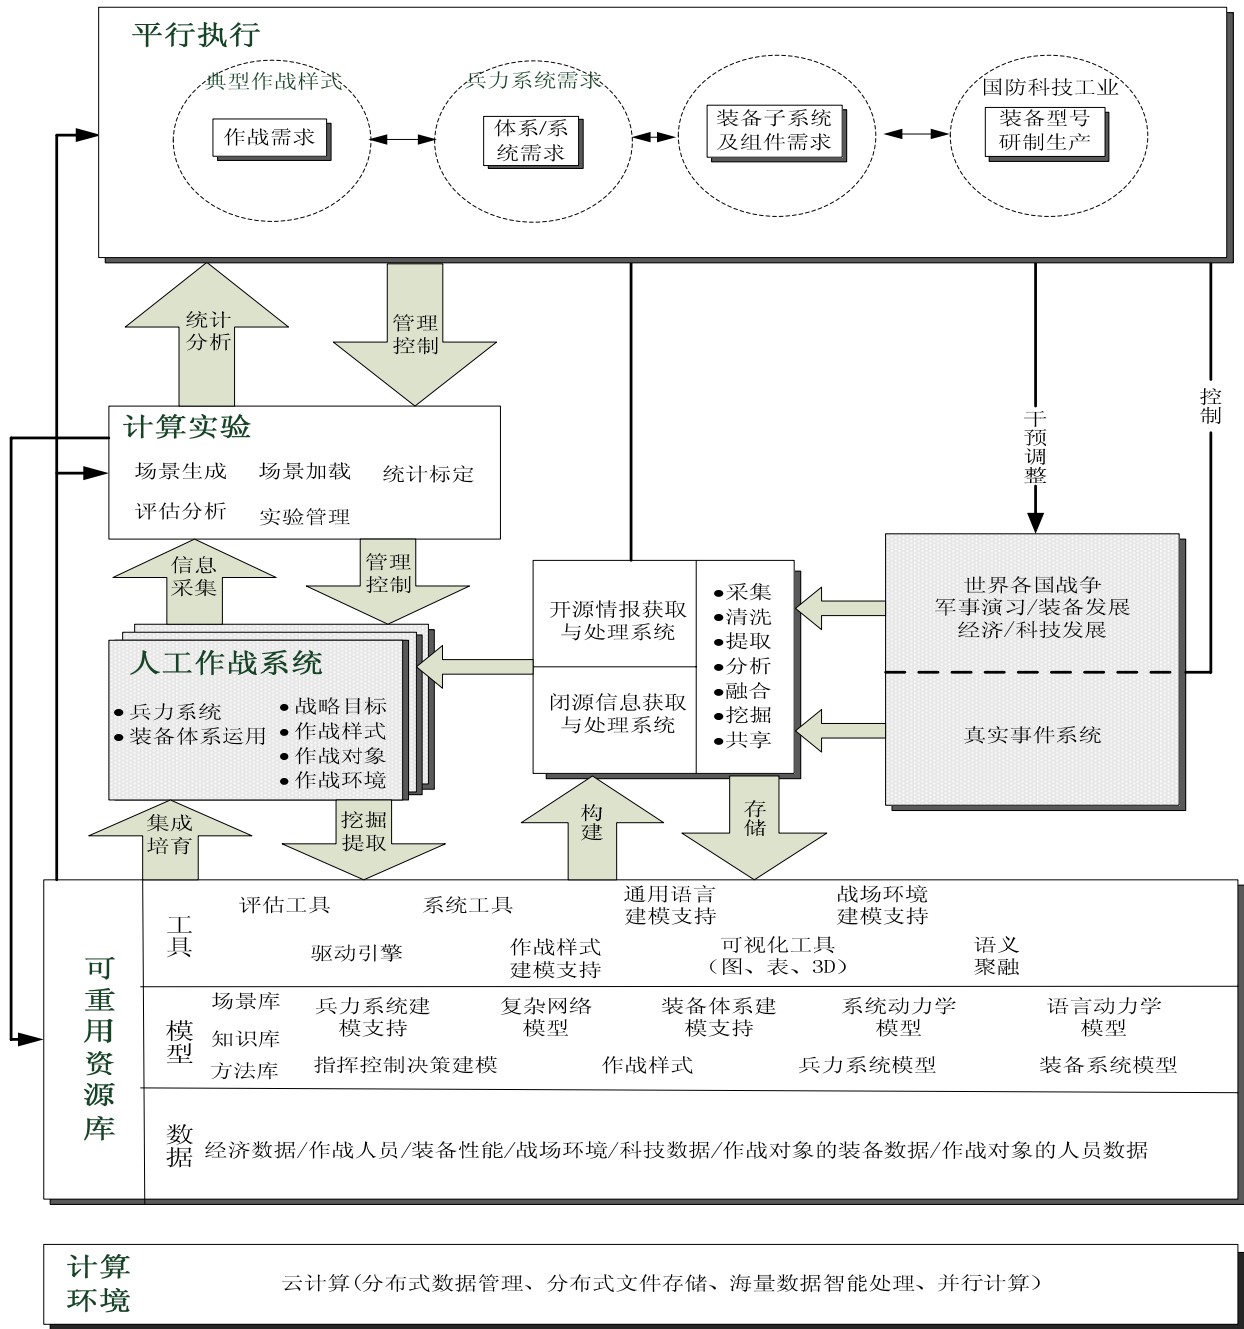 平行执行
典型作战样式
作战需求
兵力系统需求
体系/系
统需求
装备子系统
及组件需求
国防科技工业
装备型号
研制生产
统计
分析
管理
控制
干预调整
控制
计算实验
场景生成
场景加载
统计标定
评估分析
实验管理
信息
采集
管理
控制
人工作战系统
●兵力系统
●装备体系运用
●战略目标
●作战样式
●作战对象
●作战环境
开源情报获取
与处理系统
闭源信息获取
与处理系统
●采集
●清洗
●提取
●分析
●融合
●挖掘
●共享
世界各国战争
军事演习/装备发展
经济/科技发展
真实事件系统
集成
培育
挖掘
提取
构建
存储
可重用资源库
工具
评估工具
系统工具
通用语言
建模支持
战场环境
建模支持
驱动引擎
作战样式
建模支持
可视化工具
（图、表、3D）
语义
聚融
模型
场景库
知识库
方法库
兵力系统建
模支持
复杂网络
模型
装备体系建
模支持
系统动力学
模型
语言动力学
模型
指挥控制决策建模
作战样式
兵力系统模型
装备系统模型
数据
经济数据/作战人员/装备性能/战场环境/科技数据/作战对象的装备数据/作战对象的人员数据
计算
环境
云计算(分布式数据管理、分布式文件存储、海量数据智能处理、并行计算）